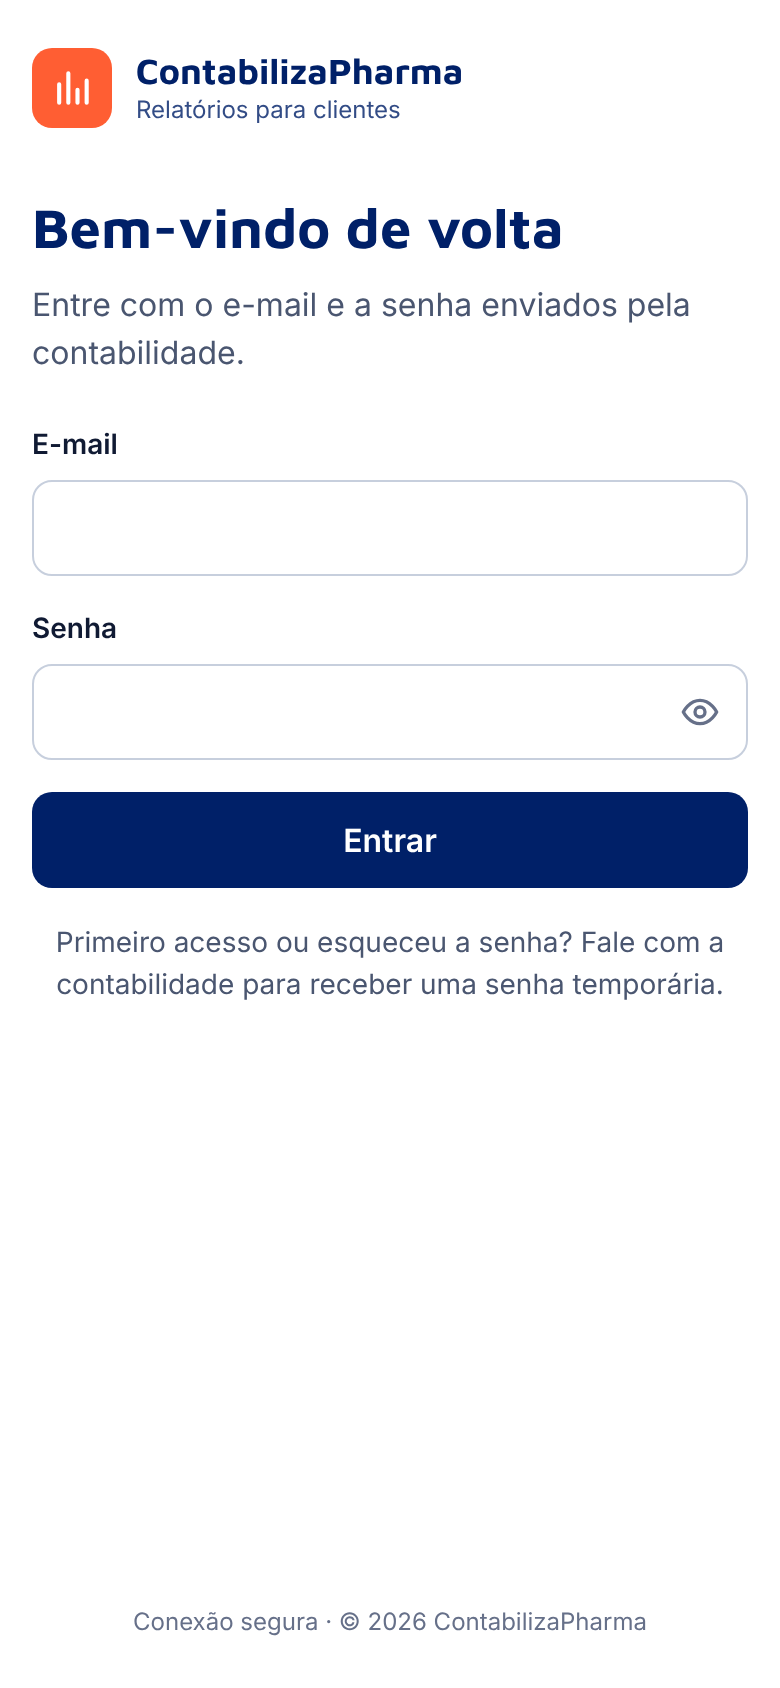 ContabilizaPharma
Relatórios para clientes
Bem-vindo de volta
Entre com o e-mail e a senha enviados pela
contabilidade.
E-mail
Senha
Entrar
Primeiro acesso ou esqueceu a senha? Fale com a
contabilidade para receber uma senha temporária.
Conexão segura · © 2026 ContabilizaPharma